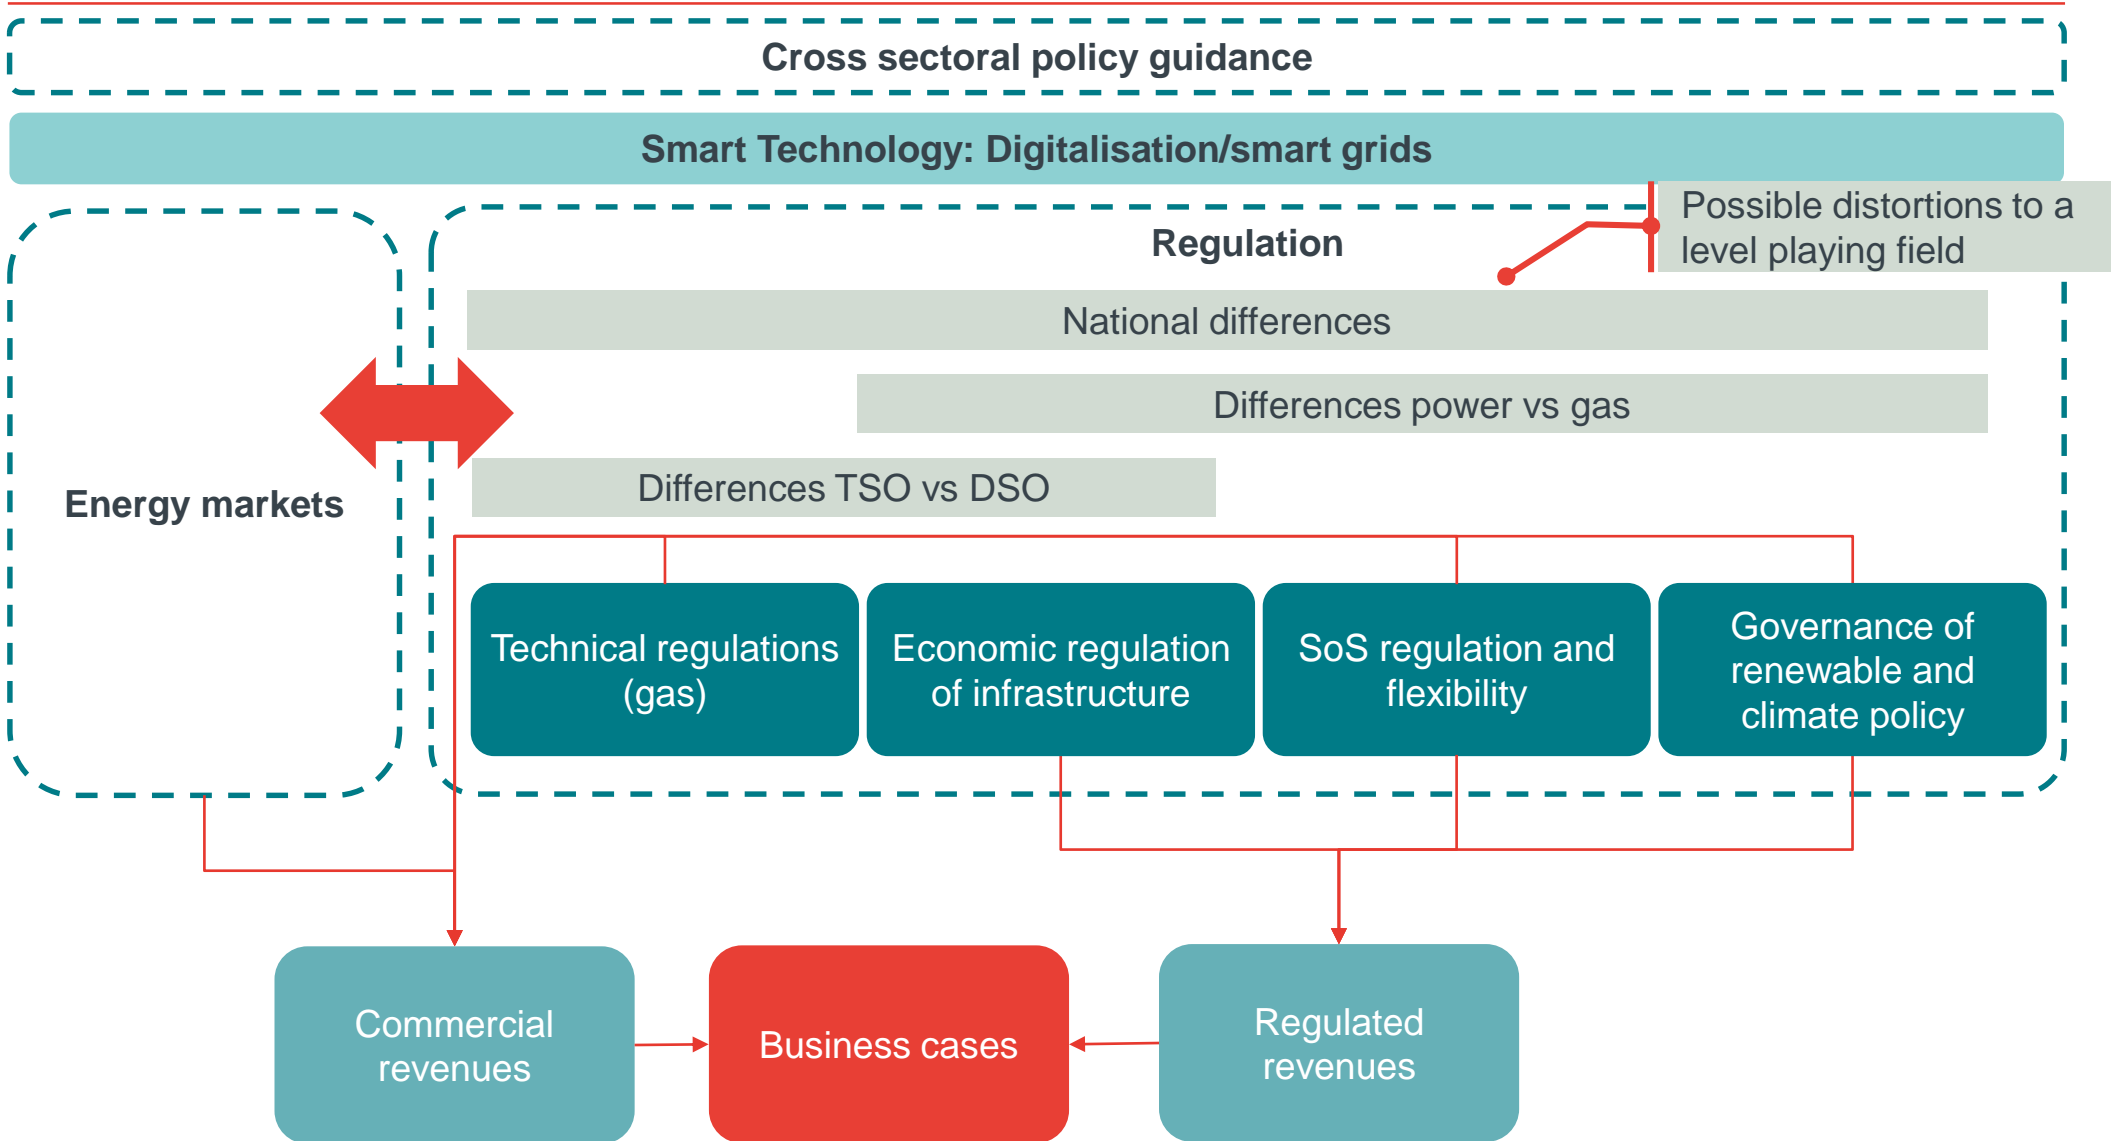 Cross sectoral policy guidance
Smart Technology: Digitalisation/smart grids
Possible distortions to a
level playing field
Regulation
National differences
Differences power vs gas
Differences TSO vs DSO
Energy markets
Technical regulations
(gas)
Economic regulation
of infrastructure
SoS regulation and
flexibility
Governance of
renewable and
climate policy
Commercial
revenues
Business cases
Regulated
revenues